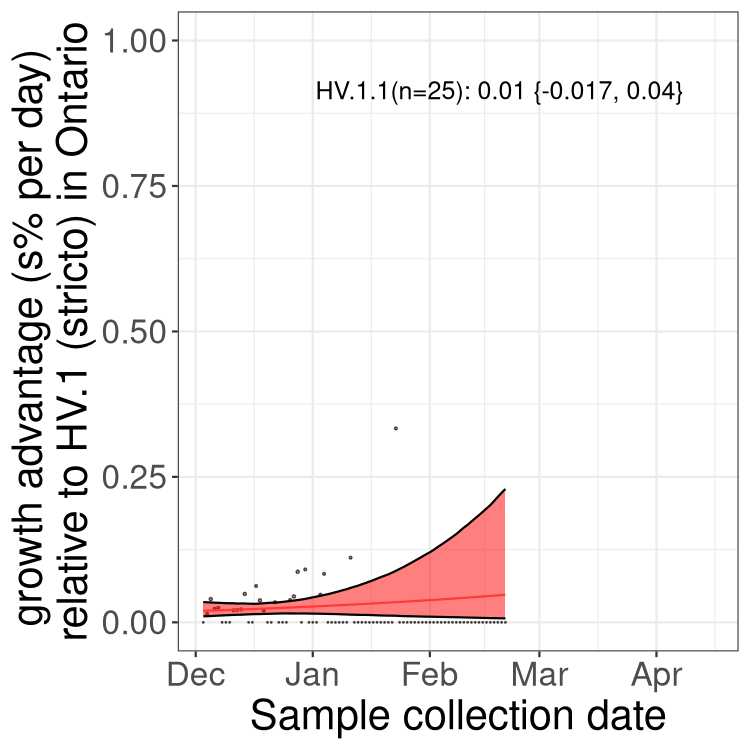 growth advantage (s% per day)
relative to HV.1 (stricto) in Ontario
1.00
0.75
0.50
0.25
0.00
HV.1.1(n=25): 0.01 {-0.017, 0.04}
Dec Jan Feb Mar Apr
Sample collection date